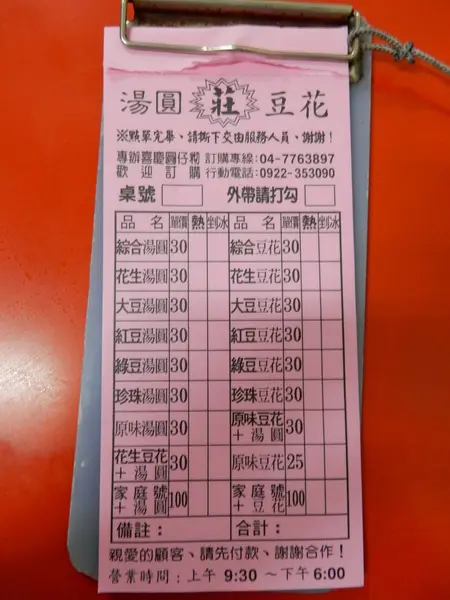 湯圓 莊 豆花
※點單完畢、請撕下交由服務人員、謝謝！
專辦喜慶圓仔粿 訂購專線:04-7763897
歡迎訂購 行動電話:0922-353090
桌號 外帶請打勾
品名 單價 熱 剉冰 品名 單價 熱 剉冰
綜合湯圓 30 綜合豆花 30
花生湯圓 30 花生豆花 30
大豆湯圓 30 大豆豆花 30
紅豆湯圓 30 紅豆豆花 30
綠豆湯圓 30 綠豆豆花 30
珍珠湯圓 30 珍珠豆花 30
原味湯圓 30 原味豆花+湯圓 30
花生豆花+湯圓 30 原味豆花 25
家庭號+湯圓 100 家庭號+豆花 100
備註： 合計：
親愛的顧客、請先付款、謝謝合作！
營業時間：上午 9:30 ～下午 6:00